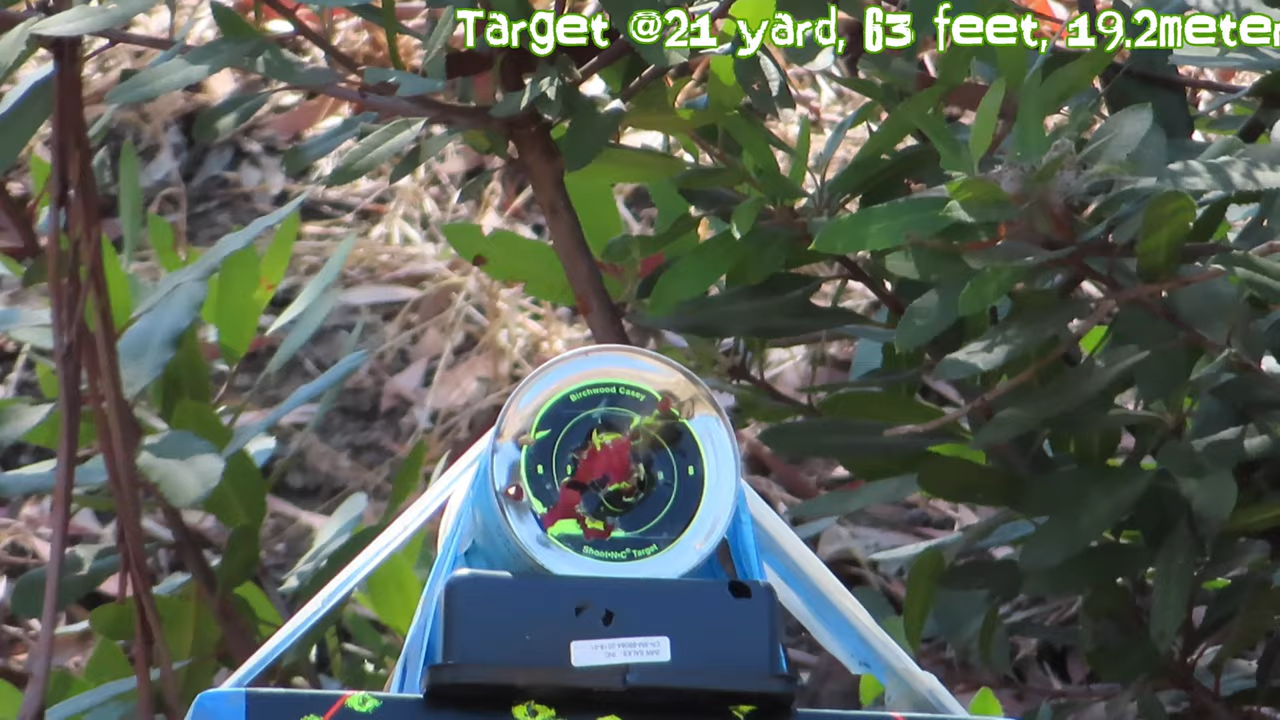 Target @21 yard, 63 feet, 19.2meter
Birchwood Casey
Shoot•N•C® Target